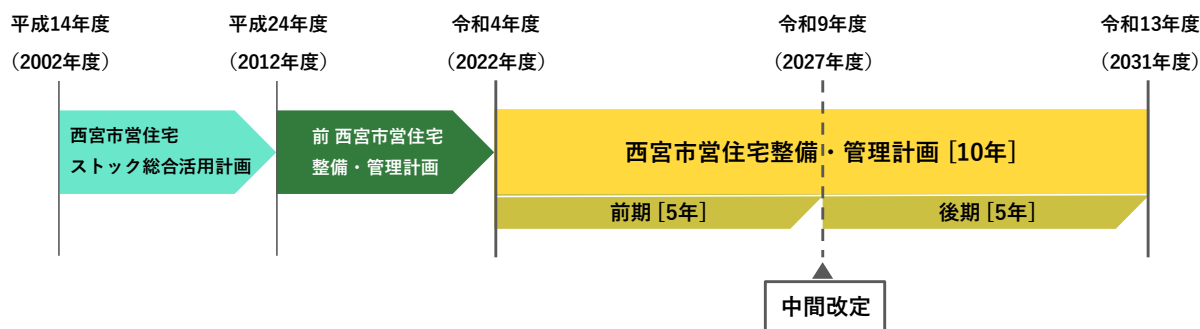 平成14年度
（2002年度）
平成24年度
（2012年度）
令和4年度
（2022年度）
令和9年度
（2027年度）
令和13年度
（2031年度）
西宮市営住宅
ストック総合活用計画
前 西宮市営住宅
整備・管理計画
西宮市営住宅整備・管理計画 [10年]
前期 [5年]
後期 [5年]
中間改定